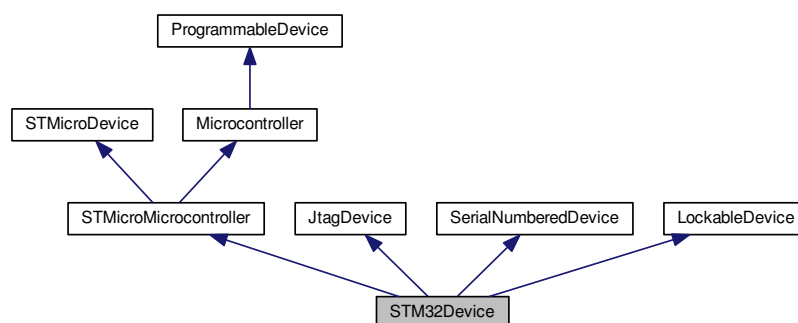 ProgrammableDevice
STMicroDevice
Microcontroller
STMicroMicrocontroller
JtagDevice
SerialNumberedDevice
LockableDevice
STM32Device